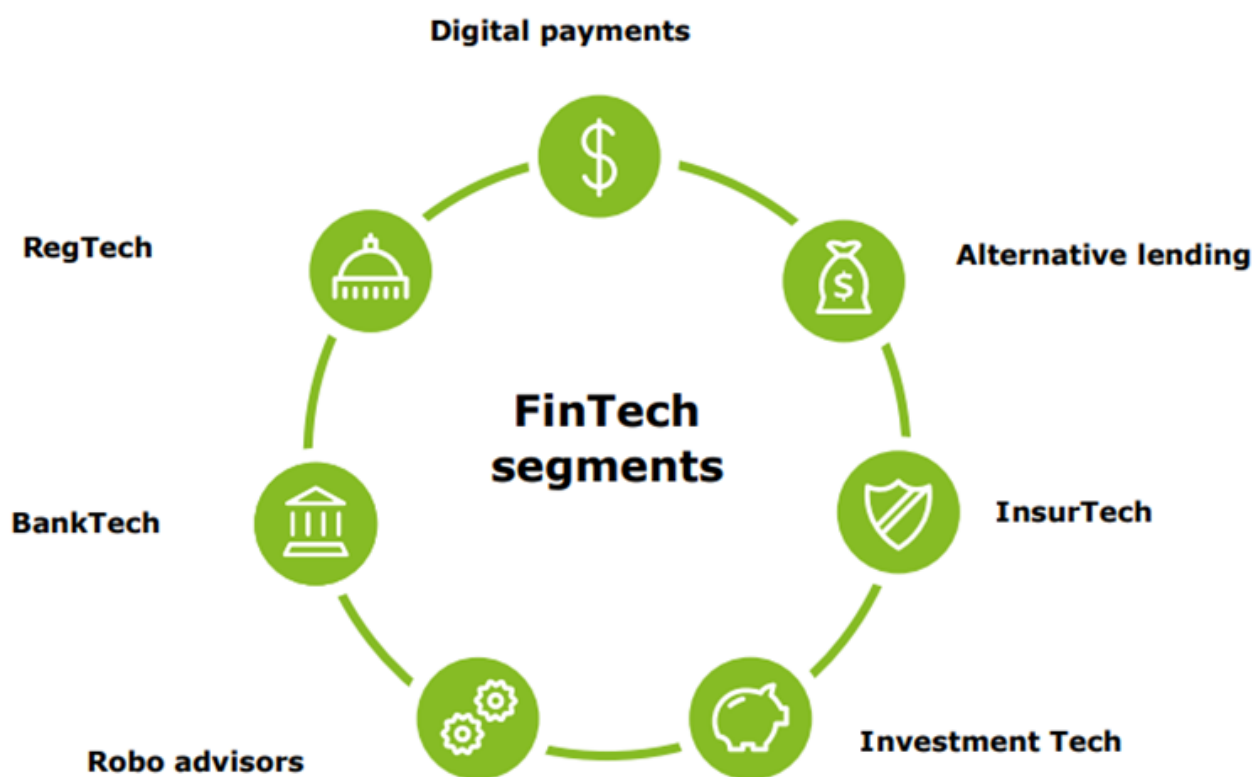 Digital payments
RegTech
Alternative lending
FinTech
segments
BankTech
InsurTech
Robo advisors
Investment Tech
$
$